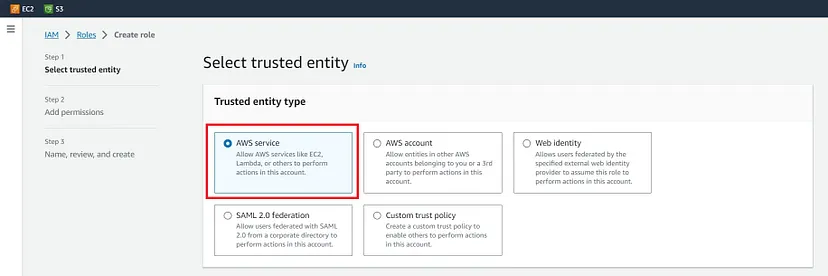 EC2 S3
IAM > Roles > Create role
Step 1
Select trusted entity
Step 2
Add permissions
Step 3
Name, review, and create
Select trusted entity Info
Trusted entity type
AWS service
Allow AWS services like EC2,
Lambda, or others to perform
actions in this account.
AWS account
Allow entities in other AWS
accounts belonging to you or a 3rd
party to perform actions in this
account.
Web identity
Allows users federated by the
specified external web identity
provider to assume this role to
perform actions in this account.
SAML 2.0 federation
Allow users federated with SAML
2.0 from a corporate directory to
perform actions in this account.
Custom trust policy
Create a custom trust policy to
enable others to perform actions
in this account.